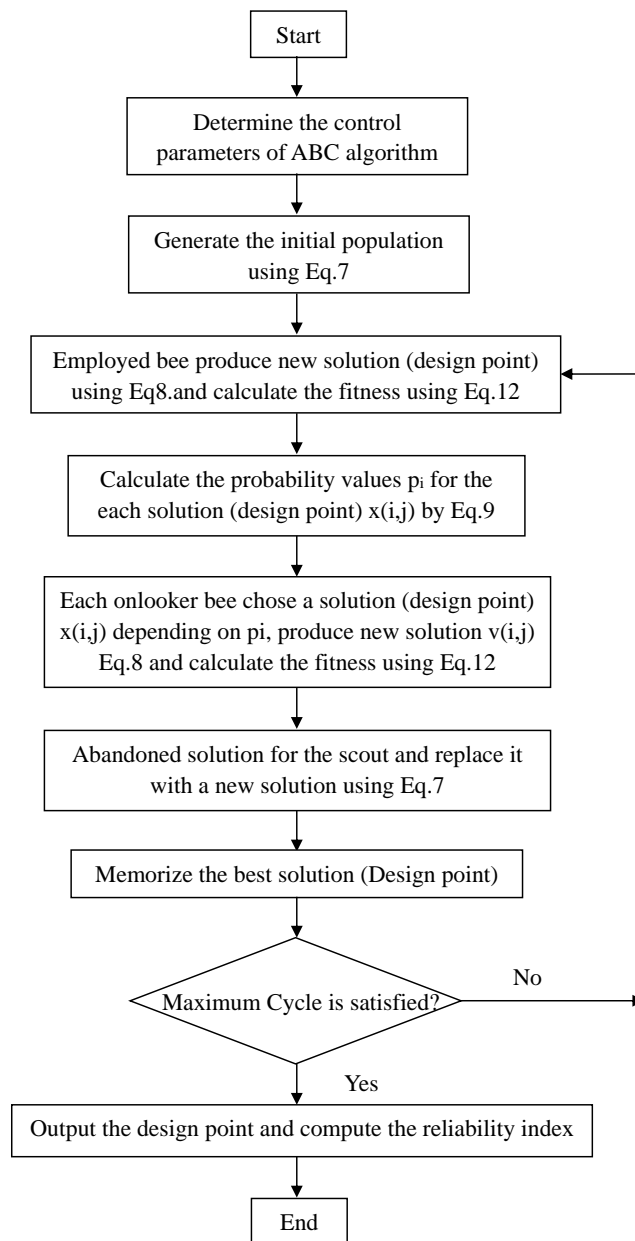 Start
Determine the control
parameters of ABC algorithm
Generate the initial population
using Eq.7
Employed bee produce new solution (design point)
using Eq8.and calculate the fitness using Eq.12
Calculate the probability values pᵢ for the
each solution (design point) x(i,j) by Eq.9
Each onlooker bee chose a solution (design point)
x(i,j) depending on pi, produce new solution v(i,j)
Eq.8 and calculate the fitness using Eq.12
Abandoned solution for the scout and replace it
with a new solution using Eq.7
Memorize the best solution (Design point)
Maximum Cycle is satisfied?
No
Yes
Output the design point and compute the reliability index
End